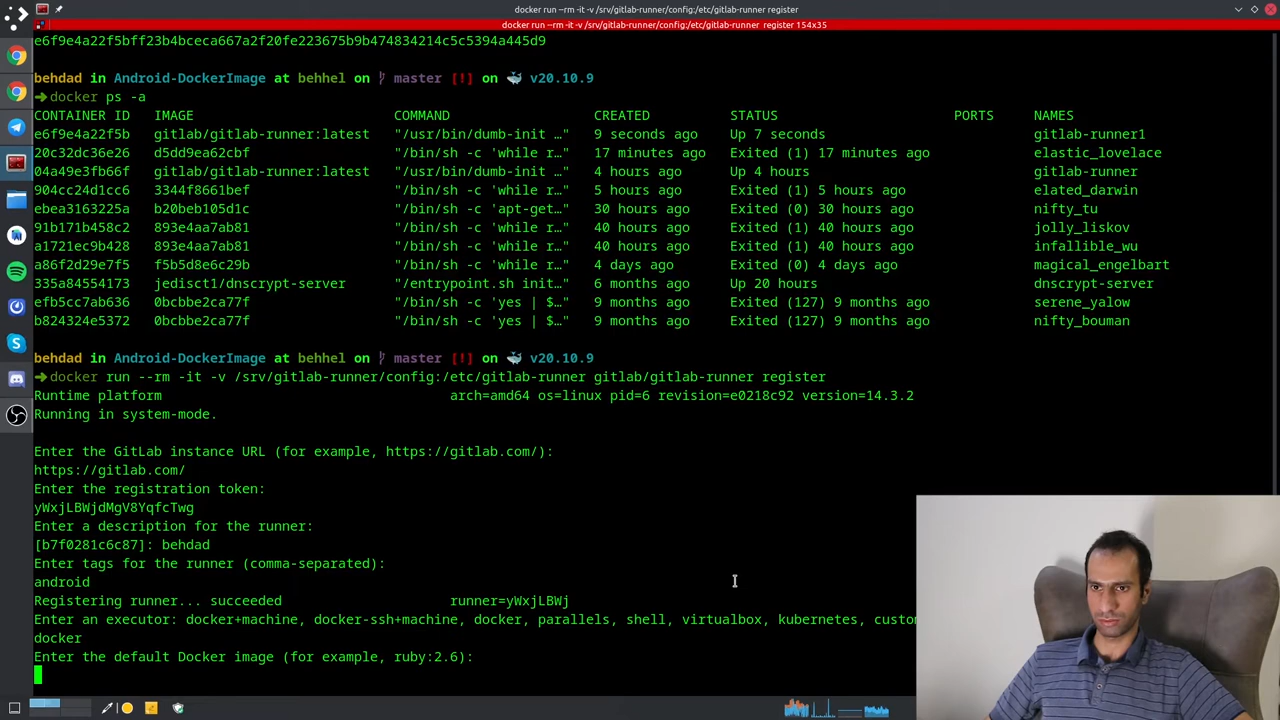 docker run --rm -it -v /srv/gitlab-runner/config:/etc/gitlab-runner gitlab/gitlab-runner register
docker run --rm -it -v /srv/gitlab-runner/config:/etc/gitlab-runner gitlab/gitlab-runner register 154x35
e6f9e4a22f5bff23b4bceca667a2f20fe223675b9b474834214c5c5394a445d9
behdad in Android-DockerImage at behhel on master [!] on 🐳 v20.10.9
➜docker ps -a
CONTAINER ID IMAGE COMMAND CREATED STATUS PORTS NAMES
e6f9e4a22f5b gitlab/gitlab-runner:latest "/usr/bin/dumb-init …" 9 seconds ago Up 7 seconds gitlab-runner1
20c32dc36e26 d5dd9ea62cbf "/bin/sh -c 'while r…" 17 minutes ago Exited (1) 17 minutes ago elastic_lovelace
04a49e3fb66f gitlab/gitlab-runner:latest "/usr/bin/dumb-init …" 4 hours ago Up 4 hours gitlab-runner
904cc24d1cc6 3344f8661bef "/bin/sh -c 'while r…" 5 hours ago Exited (1) 5 hours ago elated_darwin
ebea3163225a b20beb105d1c "/bin/sh -c 'apt-get…" 30 hours ago Exited (0) 30 hours ago nifty_tu
91b171b458c2 893e4aa7ab81 "/bin/sh -c 'while r…" 40 hours ago Exited (1) 40 hours ago jolly_liskov
a1721ec9b428 893e4aa7ab81 "/bin/sh -c 'while r…" 40 hours ago Exited (1) 40 hours ago infallible_wu
a86f2d29e7f5 f5b5d8e6c29b "/bin/sh -c 'while r…" 4 days ago Exited (0) 4 days ago magical_engelbart
335a84554173 jedisct1/dnscrypt-server "/entrypoint.sh init…" 6 months ago Up 20 hours dnscrypt-server
efb5cc7ab636 0bcbbe2ca77f "/bin/sh -c 'yes | $…" 9 months ago Exited (127) 9 months ago serene_yalow
b824324e5372 0bcbbe2ca77f "/bin/sh -c 'yes | $…" 9 months ago Exited (127) 9 months ago nifty_bouman
behdad in Android-DockerImage at behhel on master [!] on 🐳 v20.10.9
➜docker run --rm -it -v /srv/gitlab-runner/config:/etc/gitlab-runner gitlab/gitlab-runner register
Runtime platform arch=amd64 os=linux pid=6 revision=e0218c92 version=14.3.2
Running in system-mode.
Enter the GitLab instance URL (for example, https://gitlab.com/):
https://gitlab.com/
Enter the registration token:
yWxjLBWjdMgV8YqfcTwg
Enter a description for the runner:
[b7f0281c6c87]: behdad
Enter tags for the runner (comma-separated):
android
Registering runner... succeeded runner=yWxjLBWj
Enter an executor: docker+machine, docker-ssh+machine, docker, parallels, shell, virtualbox, kubernetes, custom
docker
Enter the default Docker image (for example, ruby:2.6):